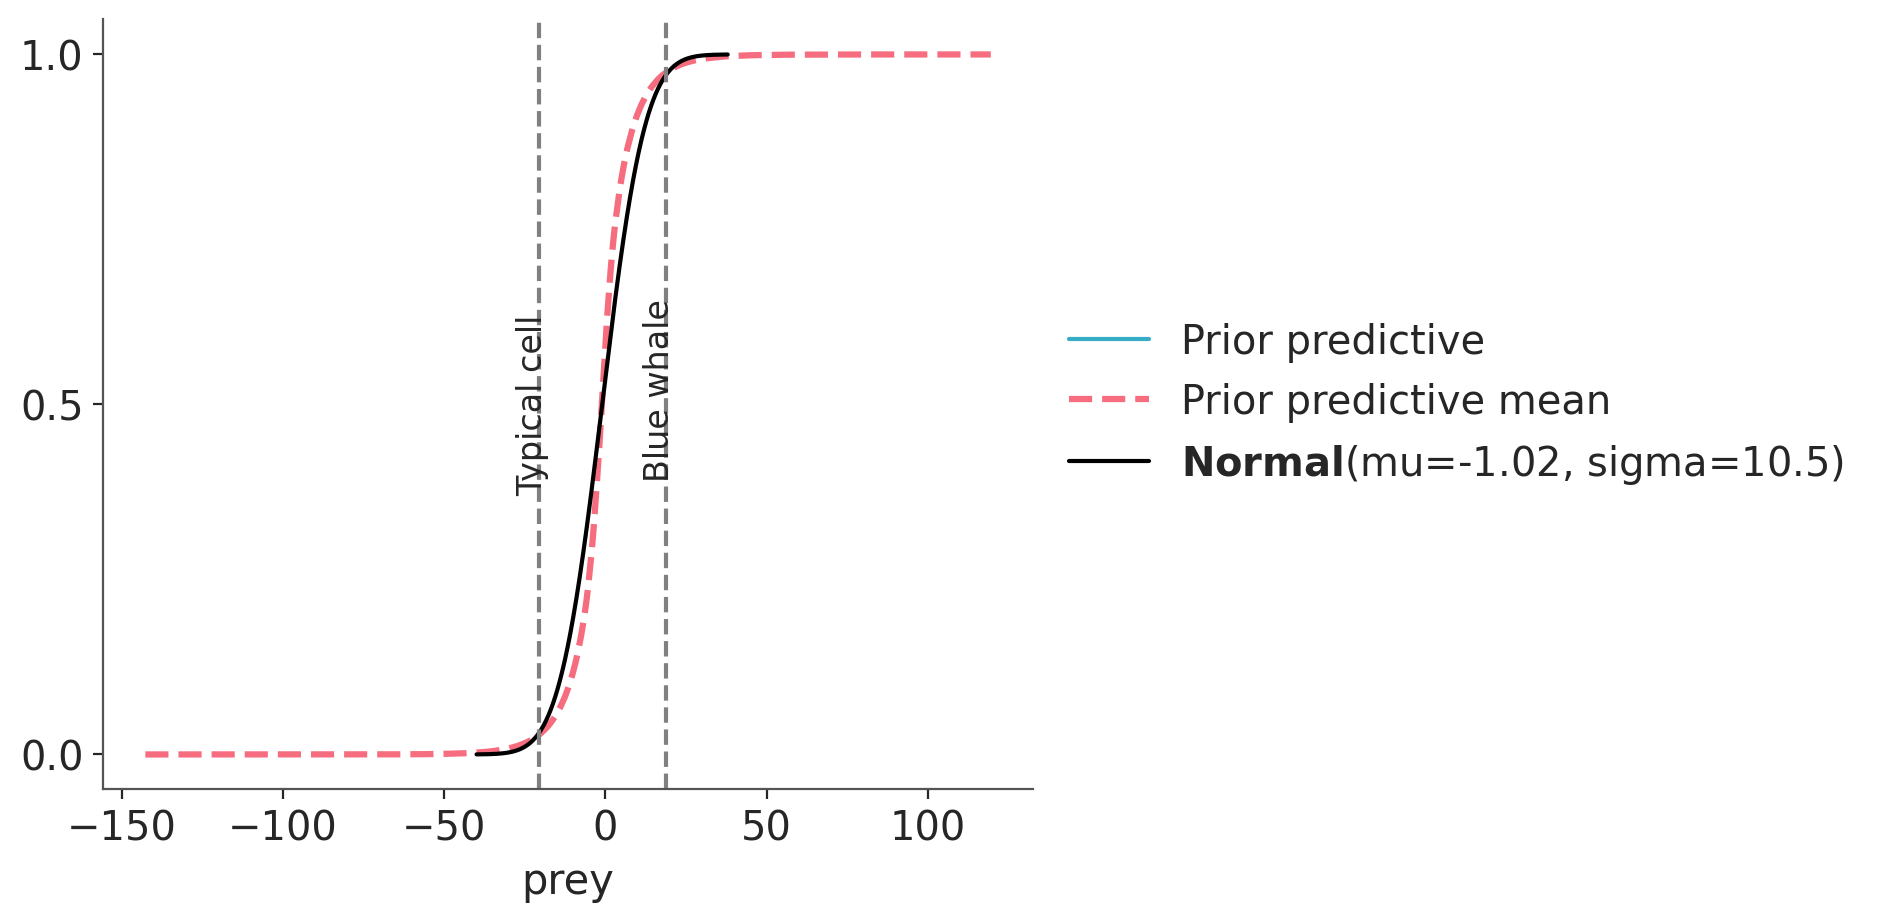 1.0
0.5
0.0
Typical cell
Blue whale
−150
−100
−50
0
50
100
prey
Prior predictive
Prior predictive mean
Normal(mu=-1.02, sigma=10.5)